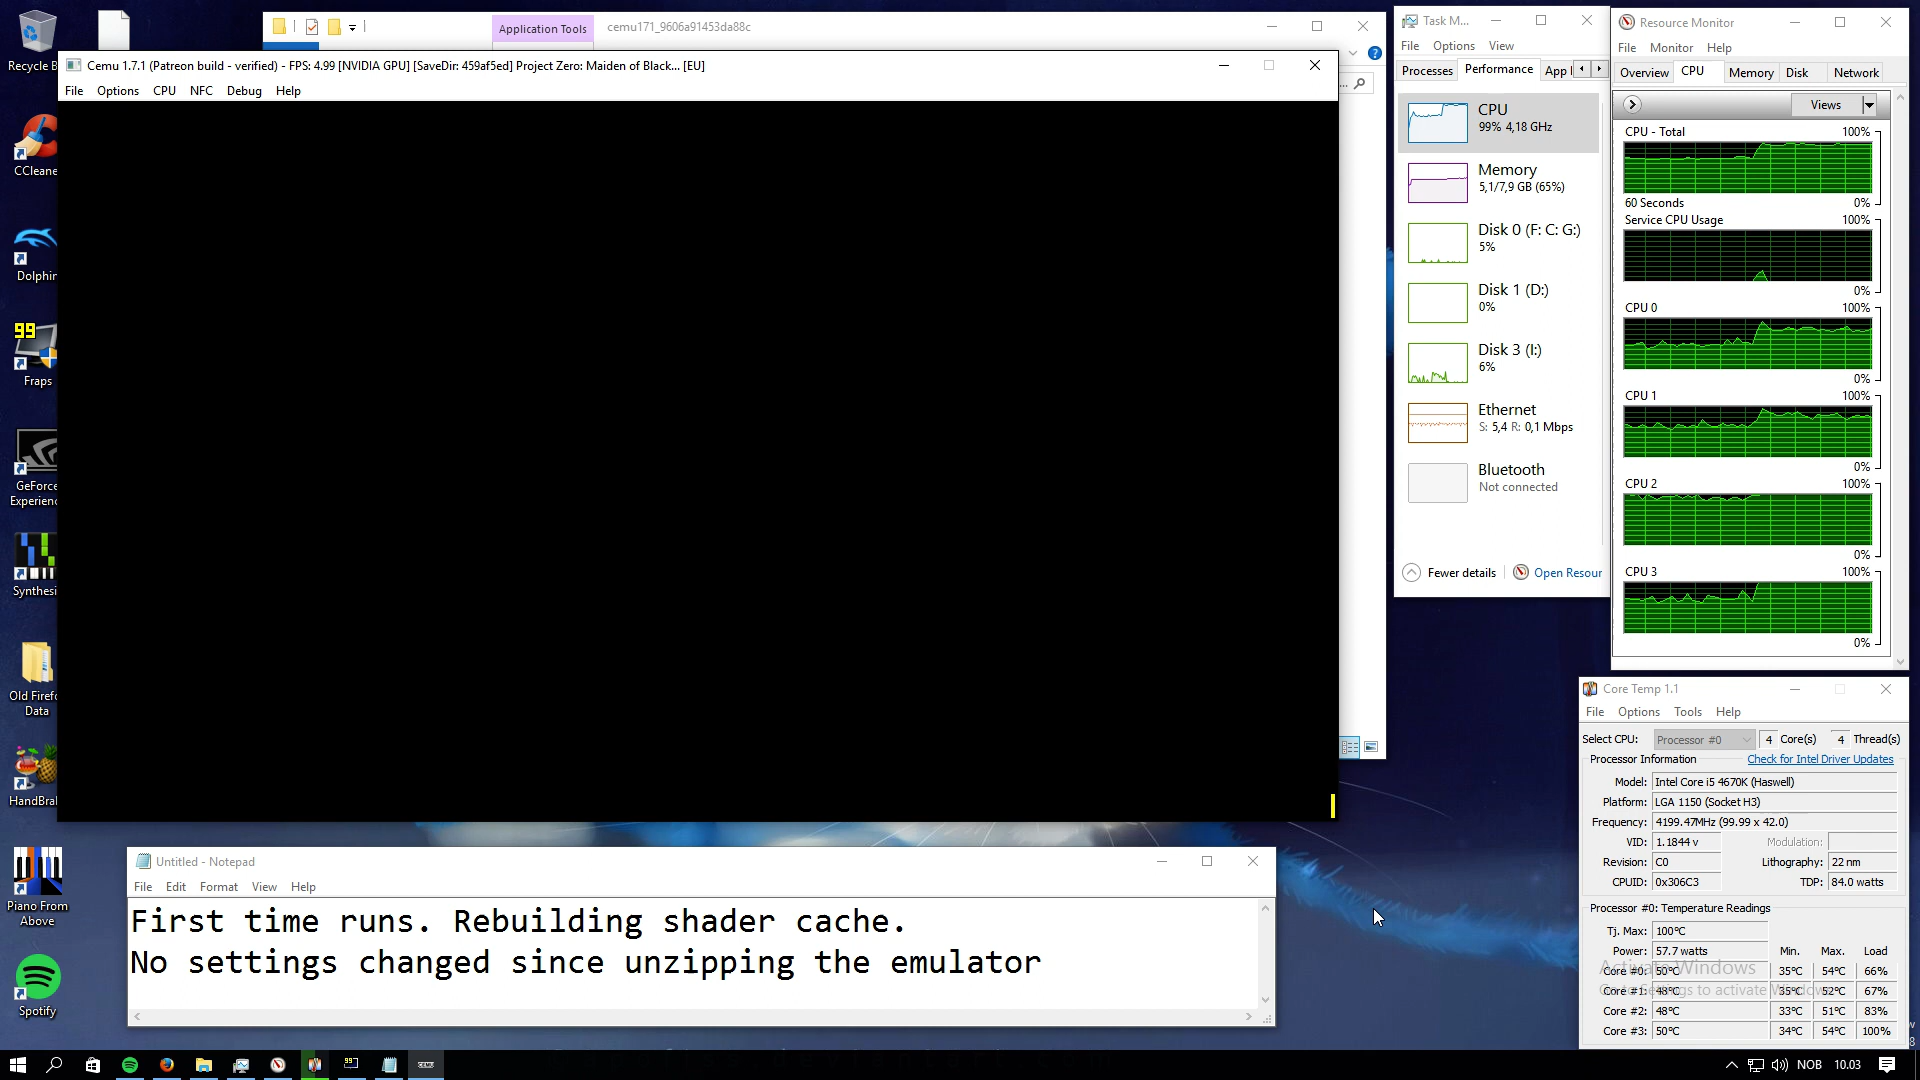 Recycle B
CCleane
Dolphin
99
Fraps
GeForce
Experienc
Synthesi
Old Firefo
Data
HandBral
Piano From
Above
Spotify
Application Tools
cemu171_9606a91453da88c
Cemu 1.7.1 (Patreon build - verified) - FPS: 4.99 [NVIDIA GPU] [SaveDir: 459af5ed] Project Zero: Maiden of Black... [EU]
File Options CPU NFC Debug Help
Untitled - Notepad
File Edit Format View Help
First time runs. Rebuilding shader cache.
No settings changed since unzipping the emulator
Task M...
File Options View
Processes Performance App
CPU
99% 4,18 GHz
Memory
5,1/7,9 GB (65%)
Disk 0 (F: C: G:)
5%
Disk 1 (D:)
0%
Disk 3 (I:)
6%
Ethernet
S: 5,4 R: 0,1 Mbps
Bluetooth
Not connected
Fewer details Open Resour
Resource Monitor
File Monitor Help
Overview CPU Memory Disk Network
Views
CPU - Total 100%
60 Seconds 0%
Service CPU Usage 100%
0%
CPU 0 100%
0%
CPU 1 100%
0%
CPU 2 100%
0%
CPU 3 100%
0%
Core Temp 1.1
File Options Tools Help
Select CPU: Processor #0 4 Core(s) 4 Thread(s)
Processor Information Check for Intel Driver Updates
Model: Intel Core i5 4670K (Haswell)
Platform: LGA 1150 (Socket H3)
Frequency: 4199.47MHz (99.99 x 42.0)
VID: 1.1844 v Modulation:
Revision: C0 Lithography: 22 nm
CPUID: 0x306C3 TDP: 84.0 watts
Processor #0: Temperature Readings
Tj. Max: 100°C
Power: 57.7 watts Min. Max. Load
Activate Windows
Core #0: 50°C 35°C 54°C 66%
Go to Settings to activate Windows.
Core #1: 48°C 35°C 52°C 67%
Core #2: 48°C 33°C 51°C 83%
Core #3: 50°C 34°C 54°C 100%
NOB 10.03